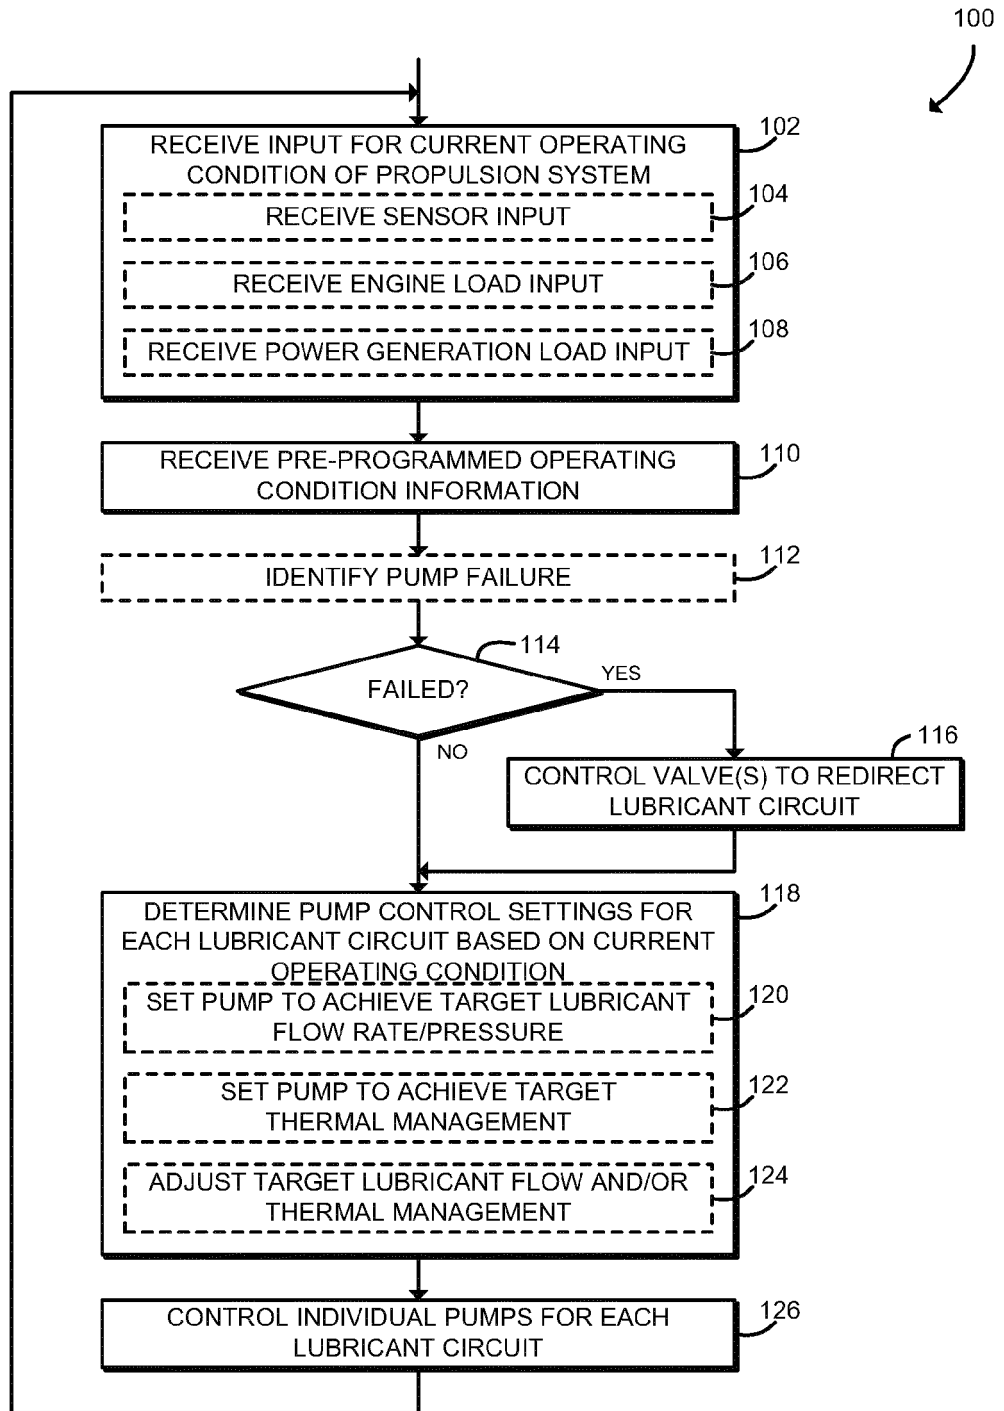 100
RECEIVE INPUT FOR CURRENT OPERATING
CONDITION OF PROPULSION SYSTEM
102
RECEIVE SENSOR INPUT
104
RECEIVE ENGINE LOAD INPUT
106
RECEIVE POWER GENERATION LOAD INPUT
108
RECEIVE PRE-PROGRAMMED OPERATING
CONDITION INFORMATION
110
IDENTIFY PUMP FAILURE
112
FAILED?
114
YES
NO
CONTROL VALVE(S) TO REDIRECT
LUBRICANT CIRCUIT
116
DETERMINE PUMP CONTROL SETTINGS FOR
EACH LUBRICANT CIRCUIT BASED ON CURRENT
OPERATING CONDITION
118
SET PUMP TO ACHIEVE TARGET LUBRICANT
FLOW RATE/PRESSURE
120
SET PUMP TO ACHIEVE TARGET
THERMAL MANAGEMENT
122
ADJUST TARGET LUBRICANT FLOW AND/OR
THERMAL MANAGEMENT
124
CONTROL INDIVIDUAL PUMPS FOR EACH
LUBRICANT CIRCUIT
126